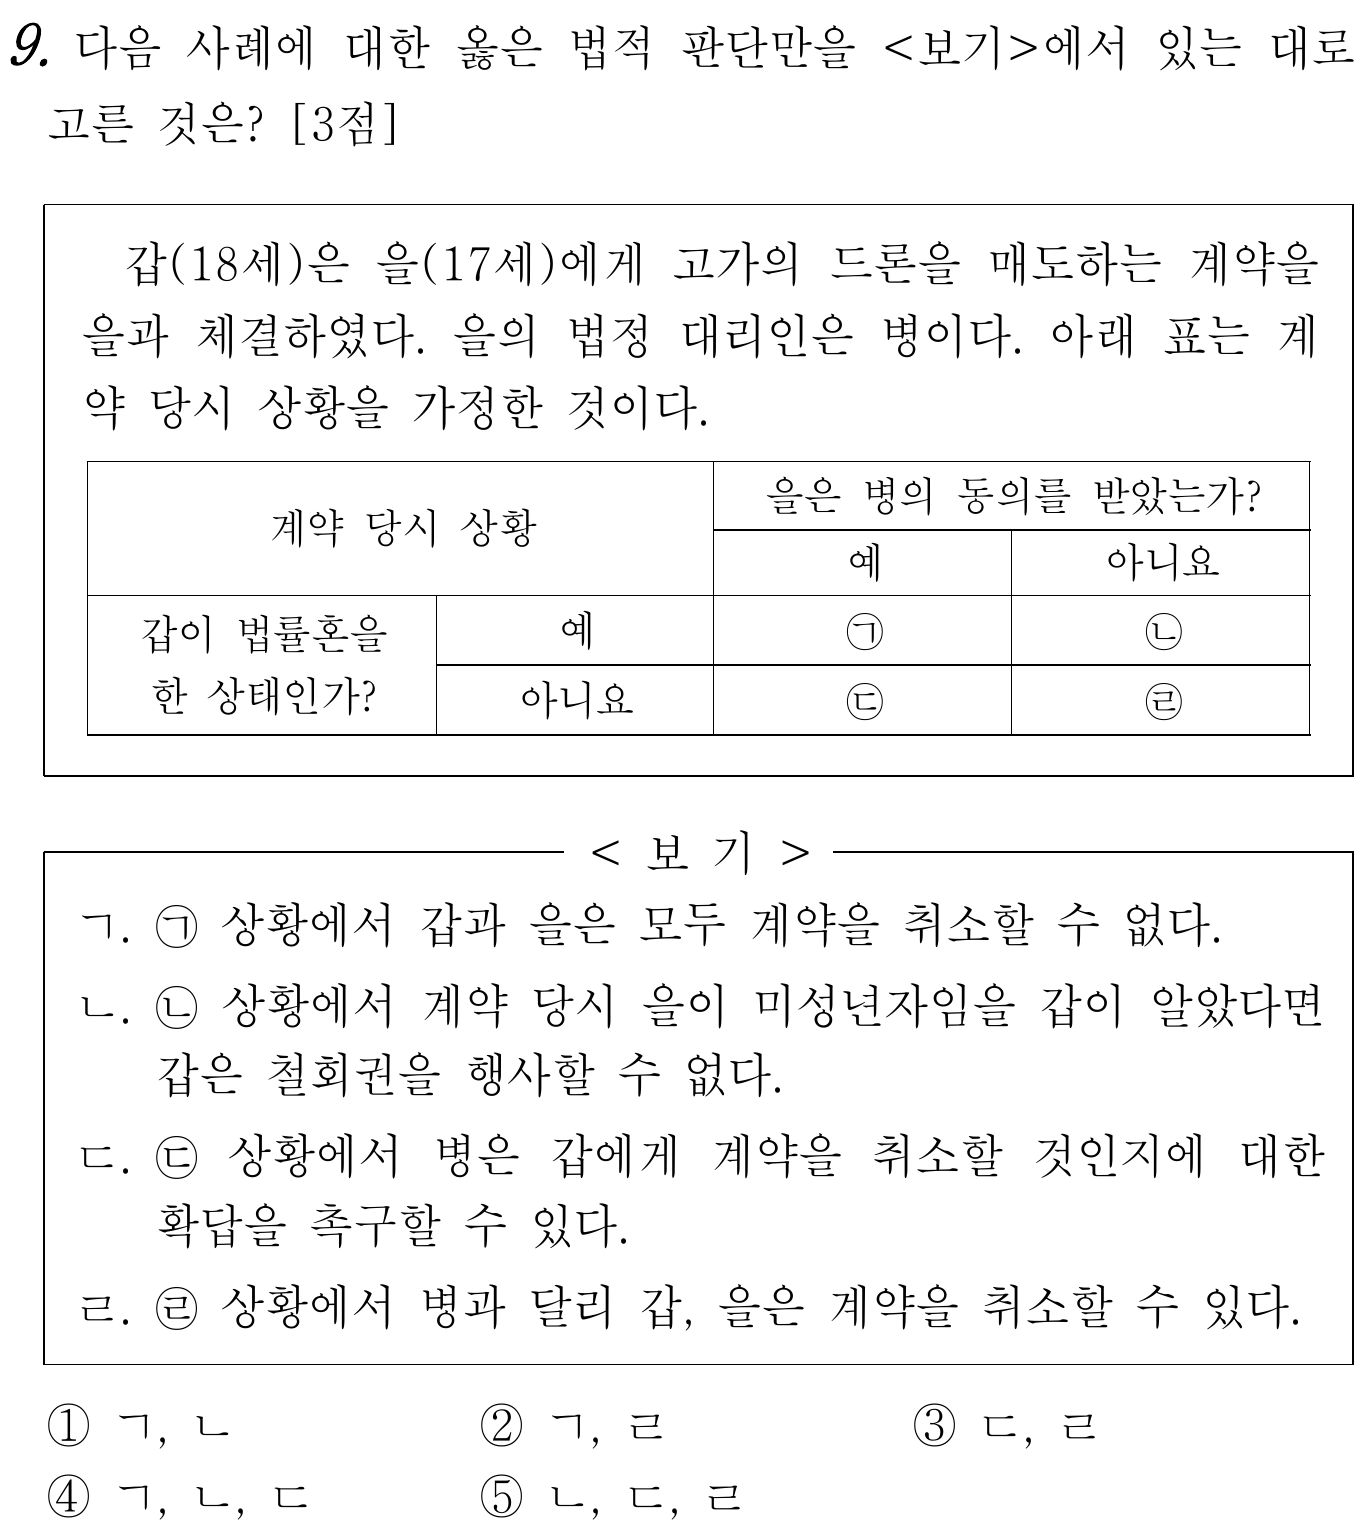 9. 다음 사례에 대한 옳은 법적 판단만을 <보기>에서 있는 대로
고른 것은? [3점]
갑(18세)은 을(17세)에게 고가의 드론을 매도하는 계약을
을과 체결하였다. 을의 법정 대리인은 병이다. 아래 표는 계
약 당시 상황을 가정한 것이다.
계약 당시 상황
을은 병의 동의를 받았는가?
예 아니요
갑이 법률혼을
한 상태인가?
예 ㉠ ㉡
아니요 ㉢ ㉣
< 보 기 >
ㄱ. ㉠ 상황에서 갑과 을은 모두 계약을 취소할 수 없다.
ㄴ. ㉡ 상황에서 계약 당시 을이 미성년자임을 갑이 알았다면
갑은 철회권을 행사할 수 없다.
ㄷ. ㉢ 상황에서 병은 갑에게 계약을 취소할 것인지에 대한
확답을 촉구할 수 있다.
ㄹ. ㉣ 상황에서 병과 달리 갑, 을은 계약을 취소할 수 있다.
① ㄱ, ㄴ ② ㄱ, ㄹ ③ ㄷ, ㄹ
④ ㄱ, ㄴ, ㄷ ⑤ ㄴ, ㄷ, ㄹ